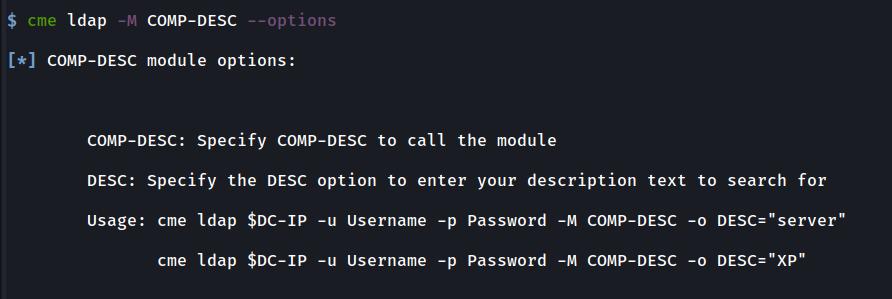 $ cme ldap -M COMP-DESC --options
[*] COMP-DESC module options:
COMP-DESC: Specify COMP-DESC to call the module
DESC: Specify the DESC option to enter your description text to search for
Usage: cme ldap $DC-IP -u Username -p Password -M COMP-DESC -o DESC="server"
cme ldap $DC-IP -u Username -p Password -M COMP-DESC -o DESC="XP"